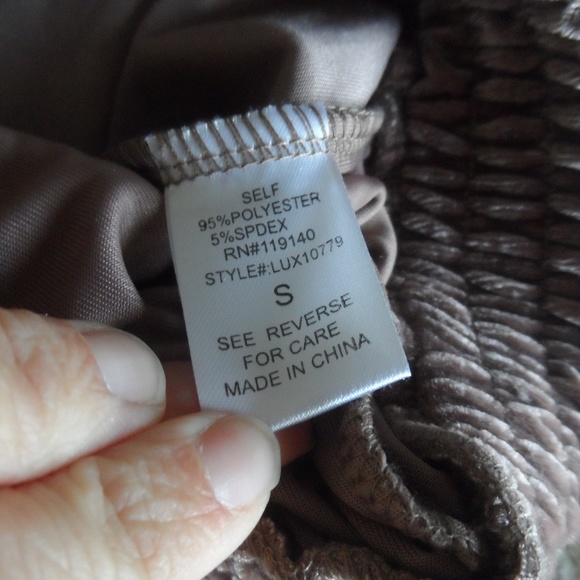 SELF
95%POLYESTER
5%SPDEX
RN#119140
STYLE#:LUX10779
S
SEE REVERSE
FOR CARE
MADE IN CHINA